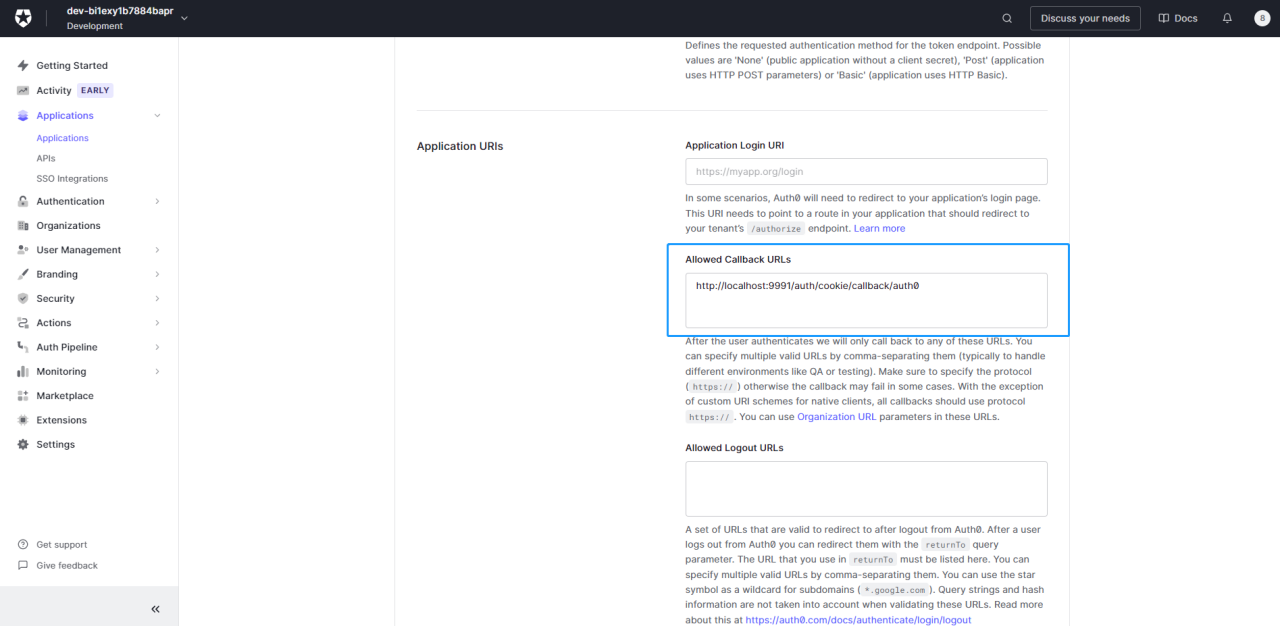 dev-bi1exy1b7884bapr
Development
Discuss your needs
Docs
8
Getting Started
Activity EARLY
Applications
Applications
APIs
SSO Integrations
Authentication
Organizations
User Management
Branding
Security
Actions
Auth Pipeline
Monitoring
Marketplace
Extensions
Settings
Get support
Give feedback
Defines the requested authentication method for the token endpoint. Possible
values are 'None' (public application without a client secret), 'Post' (application
uses HTTP POST parameters) or 'Basic' (application uses HTTP Basic).
Application URIs
Application Login URI
https://myapp.org/login
In some scenarios, Auth0 will need to redirect to your application's login page.
This URI needs to point to a route in your application that should redirect to
your tenant's /authorize endpoint. Learn more
Allowed Callback URLs
http://localhost:9991/auth/cookie/callback/auth0
After the user authenticates we will only call back to any of these URLs. You
can specify multiple valid URLs by comma-separating them (typically to handle
different environments like QA or testing). Make sure to specify the protocol
( https:// ) otherwise the callback may fail in some cases. With the exception
of custom URI schemes for native clients, all callbacks should use protocol
https:// . You can use Organization URL parameters in these URLs.
Allowed Logout URLs
A set of URLs that are valid to redirect to after logout from Auth0. After a user
logs out from Auth0 you can redirect them with the returnTo query
parameter. The URL that you use in returnTo must be listed here. You can
specify multiple valid URLs by comma-separating them. You can use the star
symbol as a wildcard for subdomains ( *.google.com ). Query strings and hash
information are not taken into account when validating these URLs. Read more
about this at https://auth0.com/docs/authenticate/login/logout